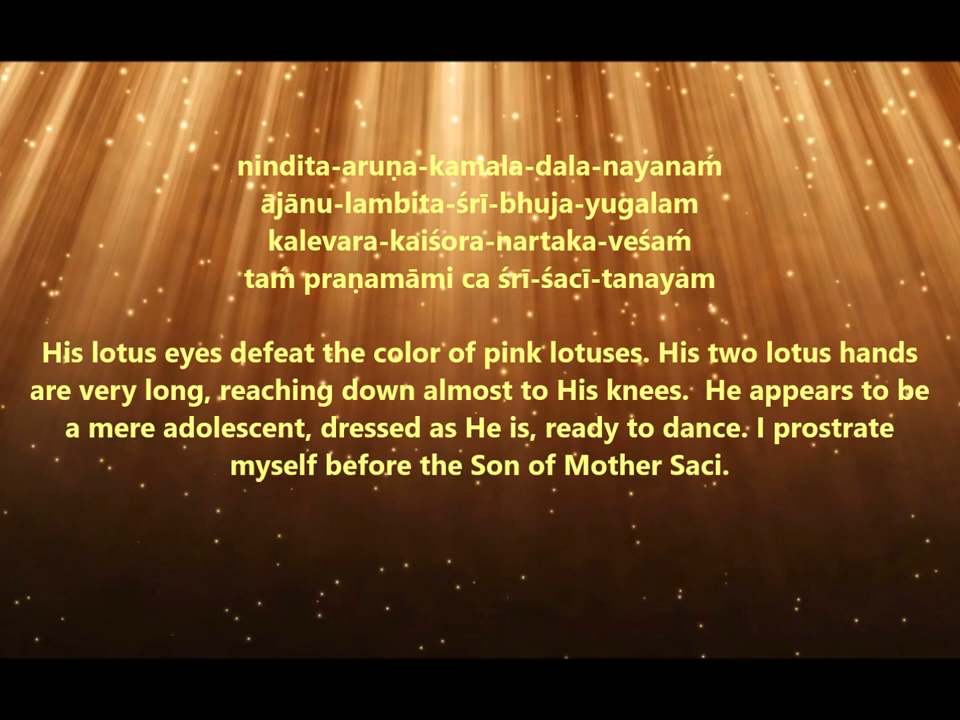 nindita-aruṇa-kamala-dala-nayanaḿ
ājānu-lambita-śrī-bhuja-yugalam
kalevara-kaiśora-nartaka-veśaḿ
taḿ praṇamāmi ca śrī-śacī-tanayam
His lotus eyes defeat the color of pink lotuses. His two lotus hands
are very long, reaching down almost to His knees.  He appears to be
a mere adolescent, dressed as He is, ready to dance. I prostrate
myself before the Son of Mother Saci.